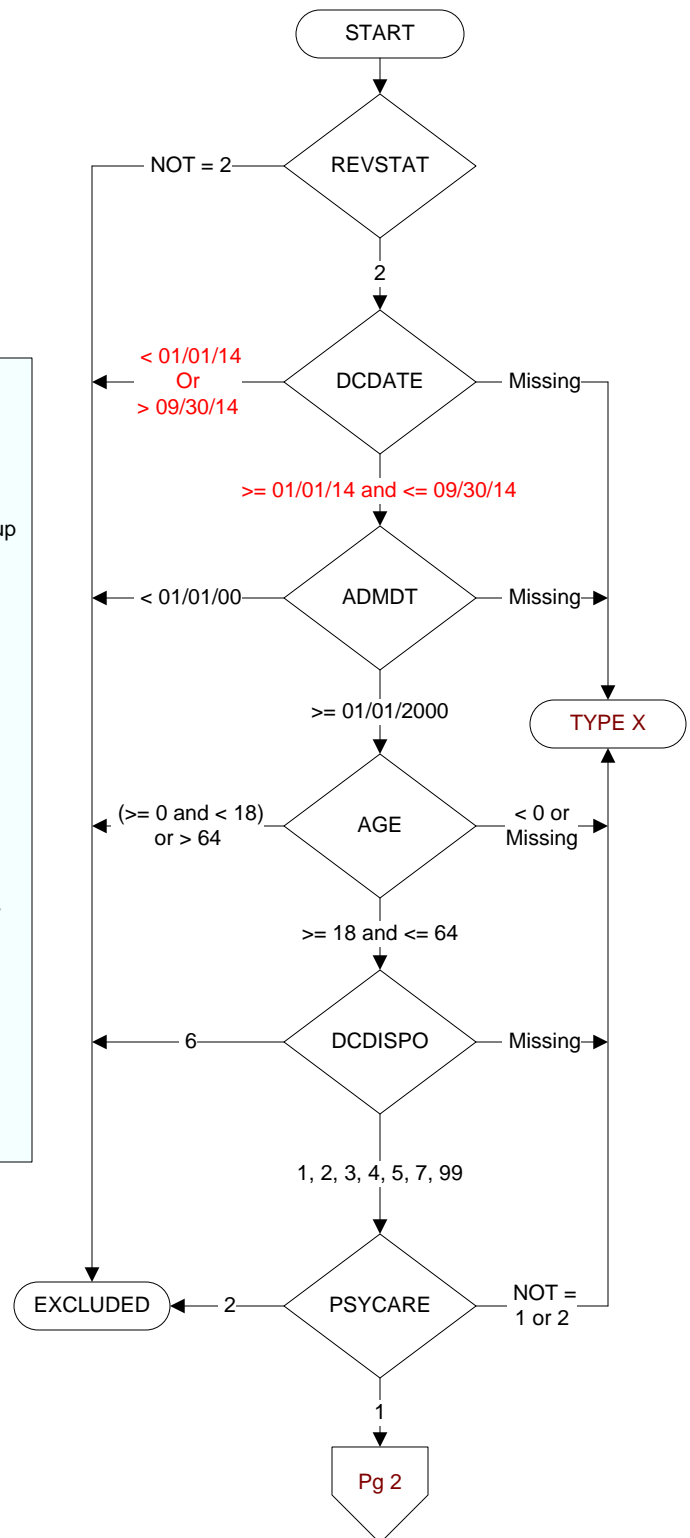 START
REVSTAT
NOT = 2
2
< 01/01/14
Or
> 09/30/14
DCDATE
Missing
>= 01/01/14 and <= 09/30/14
up
< 01/01/00
ADMDT
Missing
>= 01/01/2000
TYPE X
(>= 0 and < 18)
or > 64
AGE
< 0 or
Missing
>= 18 and <= 64
6
DCDISPO
Missing
1, 2, 3, 4, 5, 7, 99
EXCLUDED
2
PSYCARE
NOT =
1 or 2
1
Pg 2